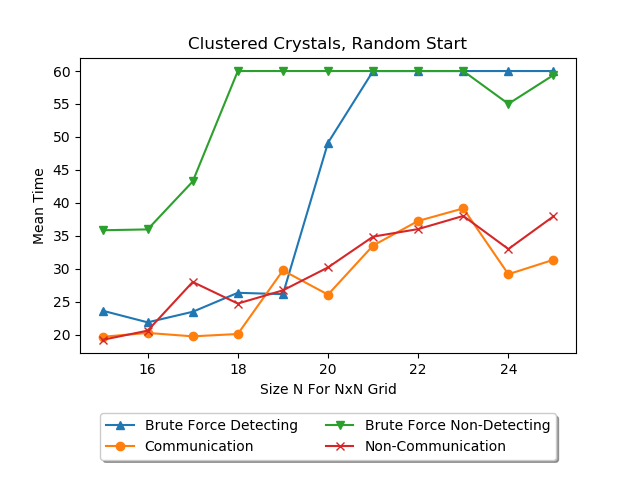 Clustered Crystals, Random Start
60
55
50
45
40
35
30
25
20
Mean Time
16 18 20 22 24
Size N For NxN Grid
Brute Force Detecting Brute Force Non-Detecting
Communication Non-Communication